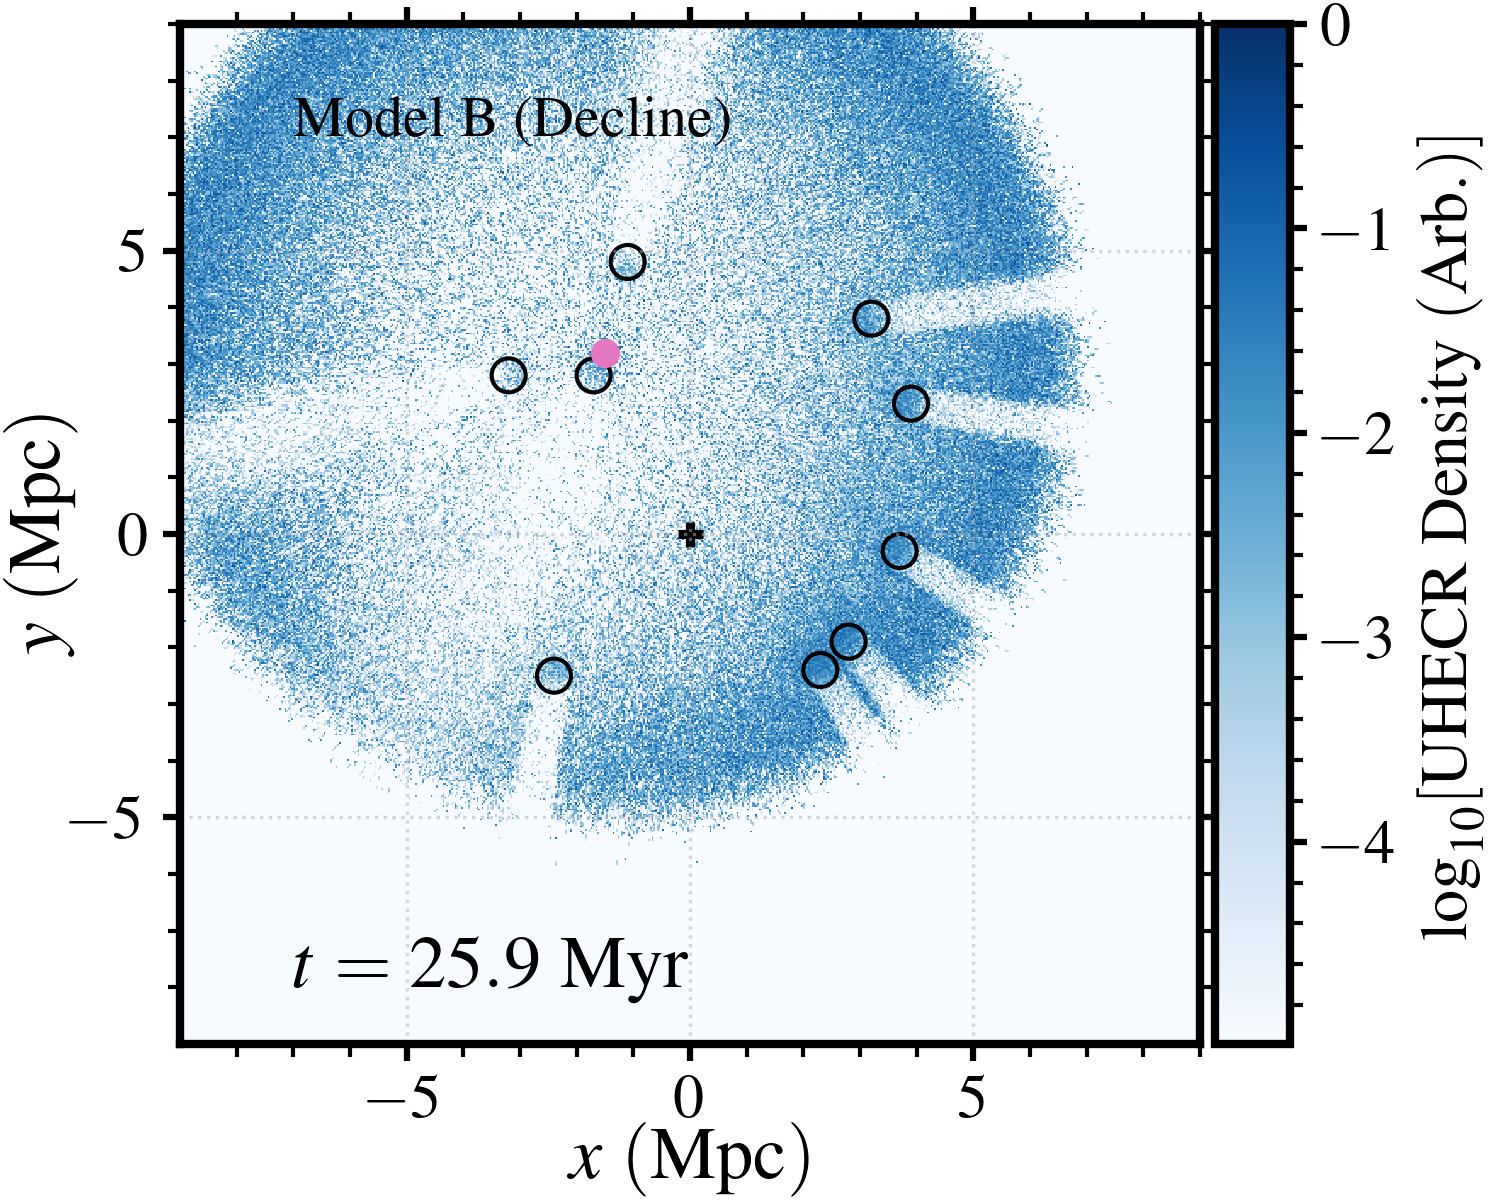 Model B (Decline)
t = 25.9 Myr
5
0
−5
y (Mpc)
−5
0
5
x (Mpc)
0
−1
−2
−3
−4
log10[UHECR Density (Arb.)]